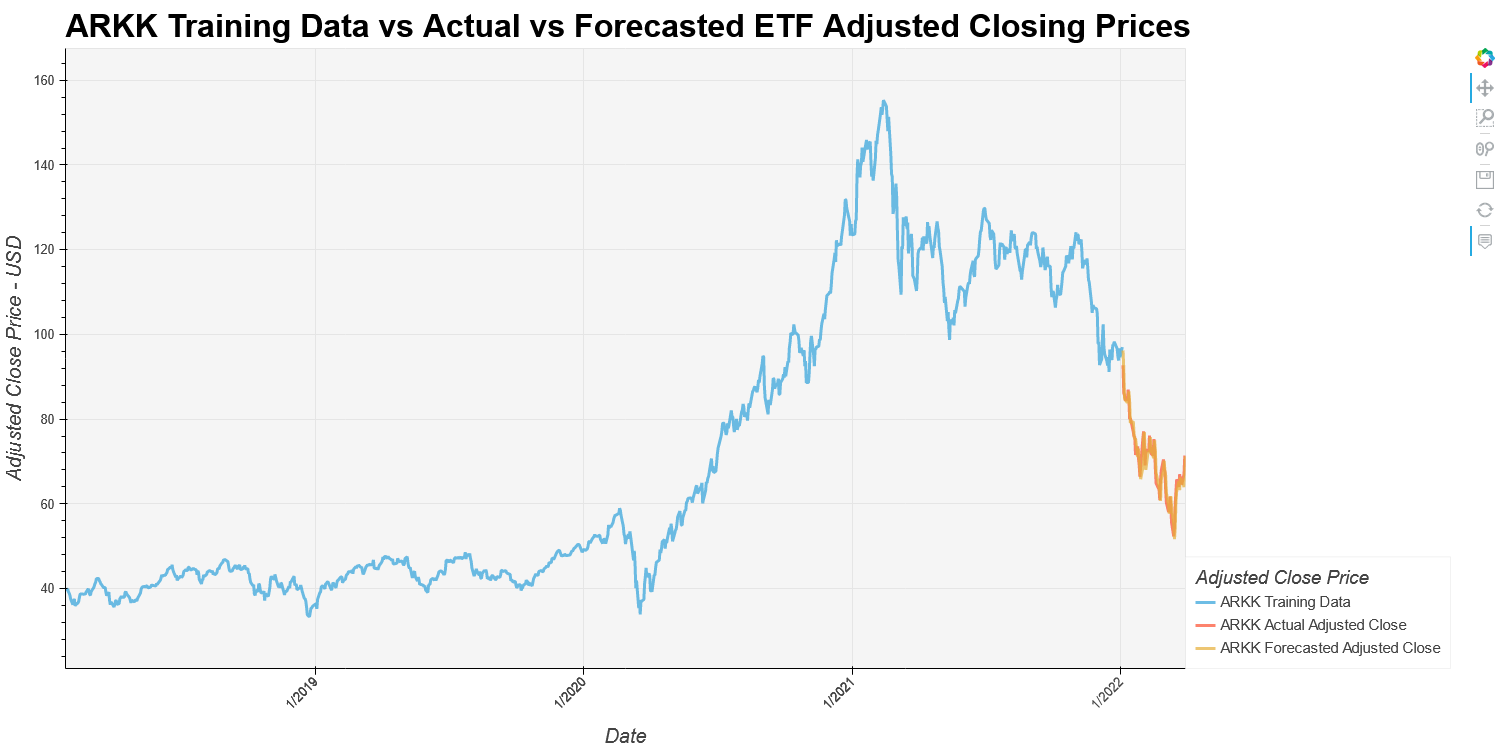 ARKK Training Data vs Actual vs Forecasted ETF Adjusted Closing Prices
Adjusted Close Price - USD
160
140
120
100
80
60
40
1/2019
1/2020
1/2021
1/2022
Date
Adjusted Close Price
ARKK Training Data
ARKK Actual Adjusted Close
ARKK Forecasted Adjusted Close